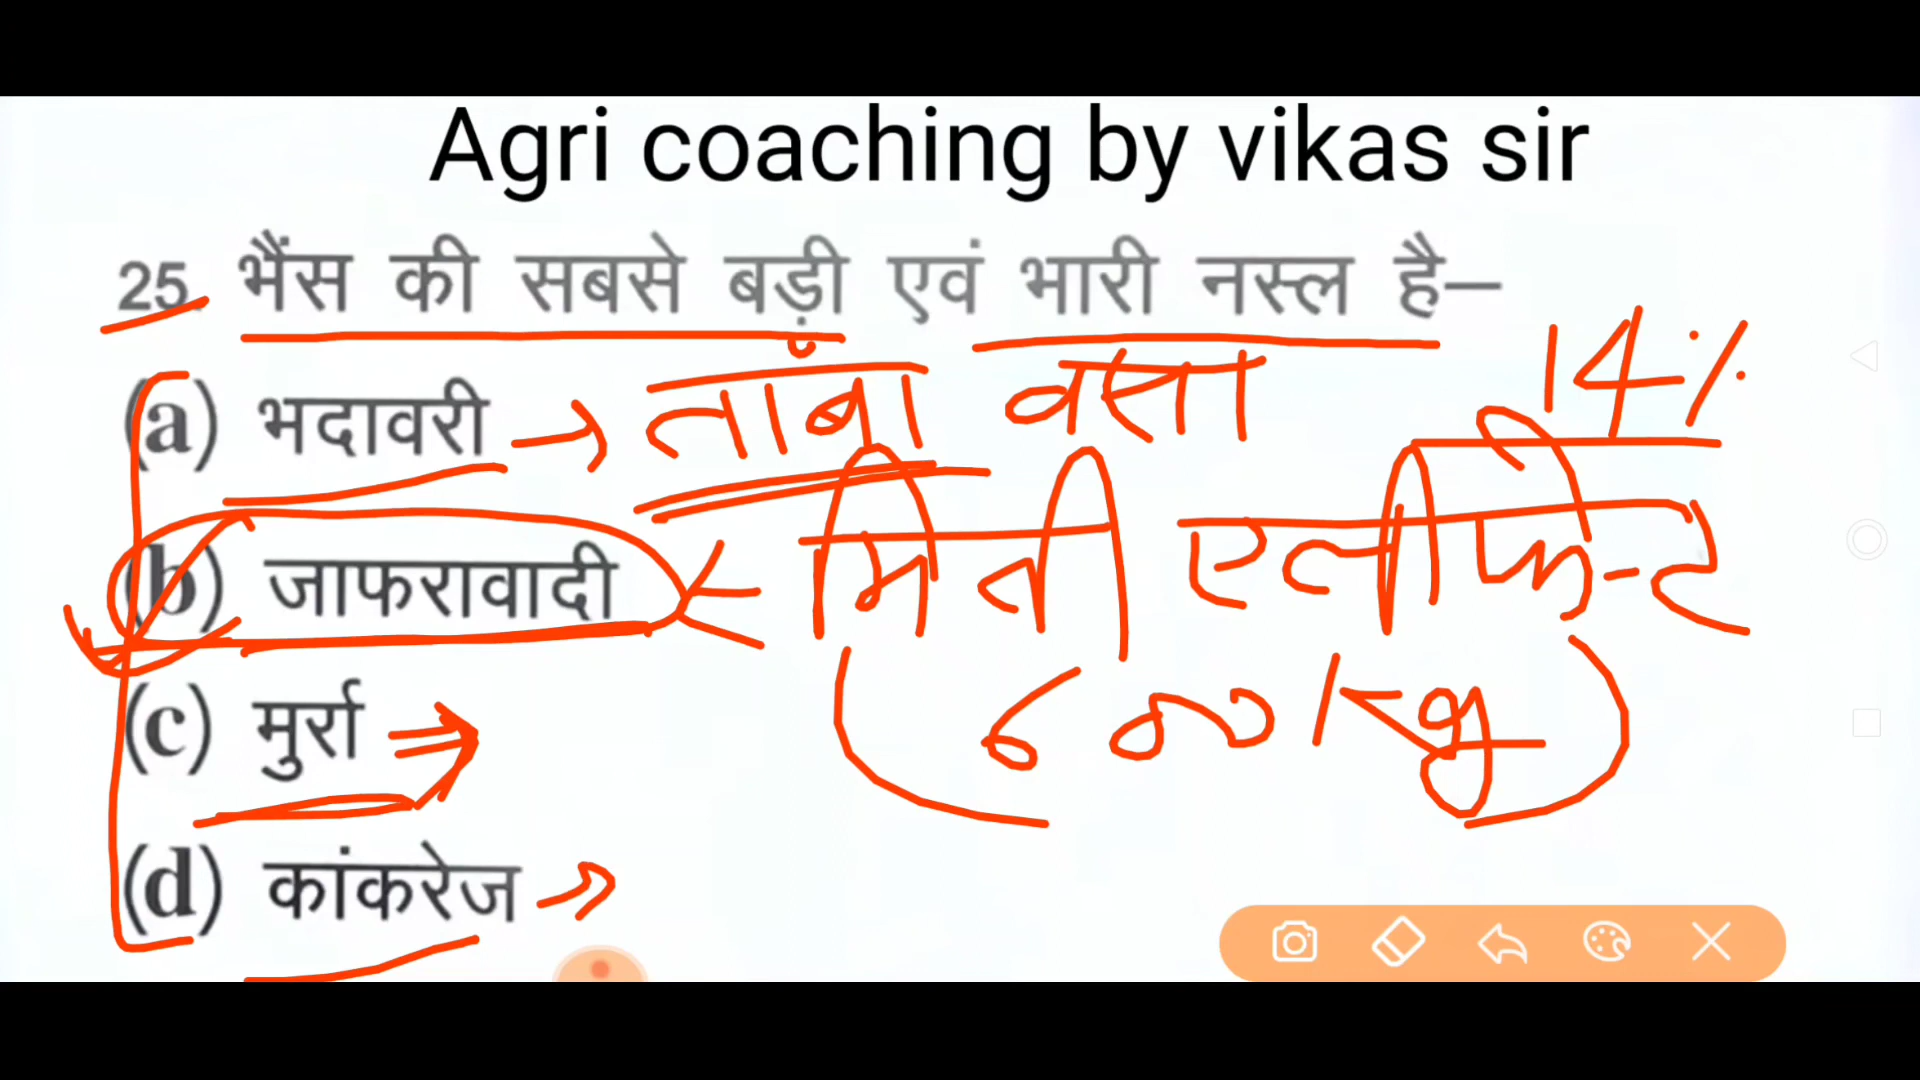 Agri coaching by vikas sir
25. भैंस की सबसे बड़ी एवं भारी नस्ल है–
(a) भदावरी → ताँबा वसा 14%
(b) जाफरावादी ← मिनी एलीफेन्ट
(c) मुर्रा
600 kg
(d) कांकरेज